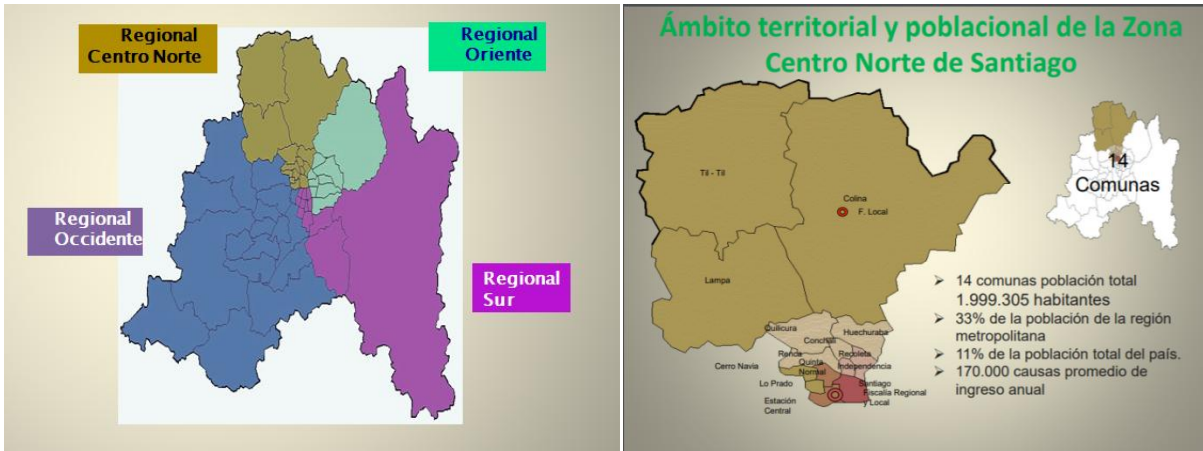 Regional
Centro Norte
Regional
Oriente
Regional
Occidente
Regional
Sur
Ámbito territorial y poblacional de la Zona
Centro Norte de Santiago
Til - Til
Colina
F. Local
Lampa
14
Comunas
Quilicura
Huechuraba
Conchalí
Renca
Recoleta
Cerro Navia
Quinta
Normal
Independencia
Lo Prado
Santiago
Fiscalía Regional
y Local
Estación
Central
➢ 14 comunas población total
1.999.305 habitantes
➢ 33% de la población de la región
metropolitana
➢ 11% de la población total del país.
➢ 170.000 causas promedio de
ingreso anual